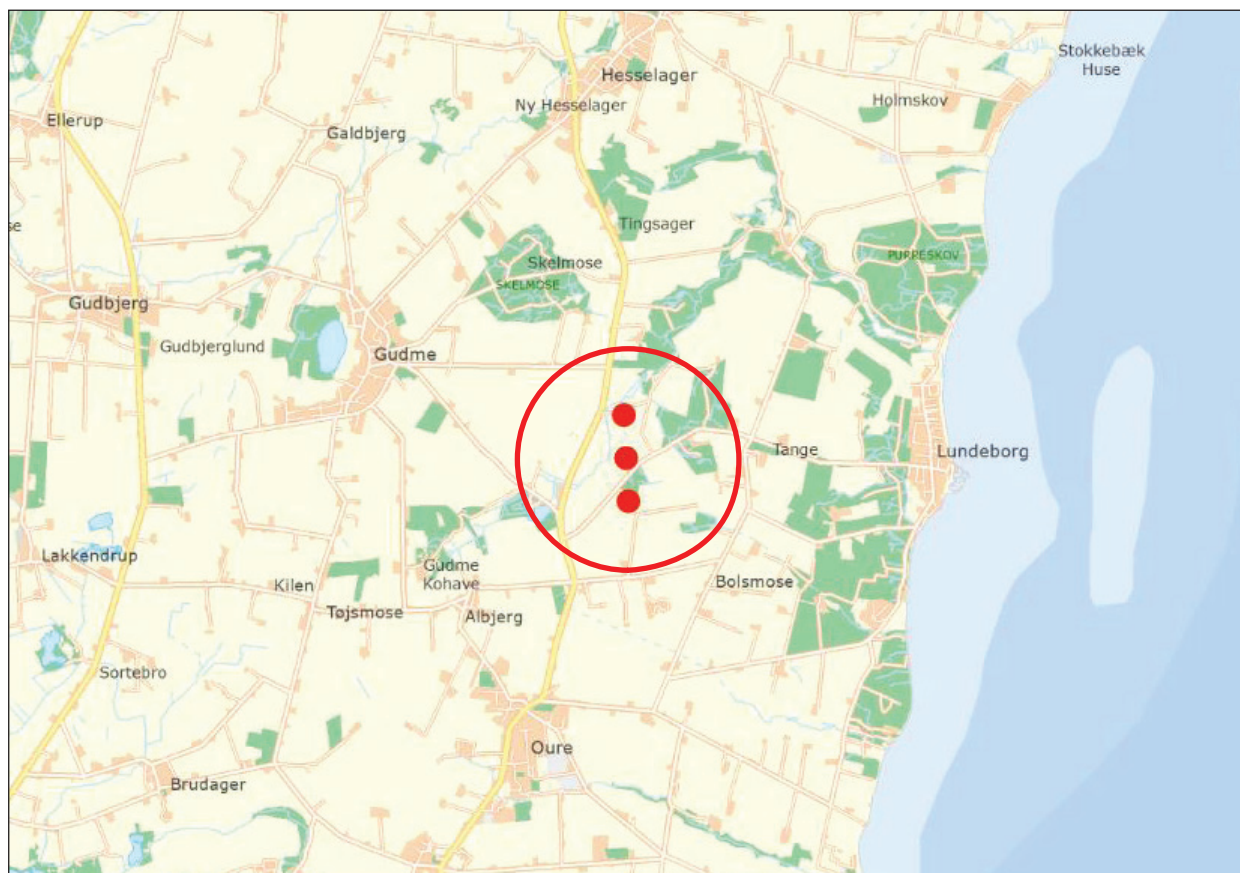 Stokkebæk
Huse
Hesselager
Holmskov
Ny Hesselager
Ellerup
Galdbjerg
Tingsager
se
Skelmose
PURRESKOV
SKELMOSE
Gudbjerg
Gudbjerglund
Gudme
Tange
Lundeborg
Lakkendrup
Gudme
Kohave
Kilen
Bolsmose
Tøjsmose
Albjerg
Sortebro
Oure
Brudager